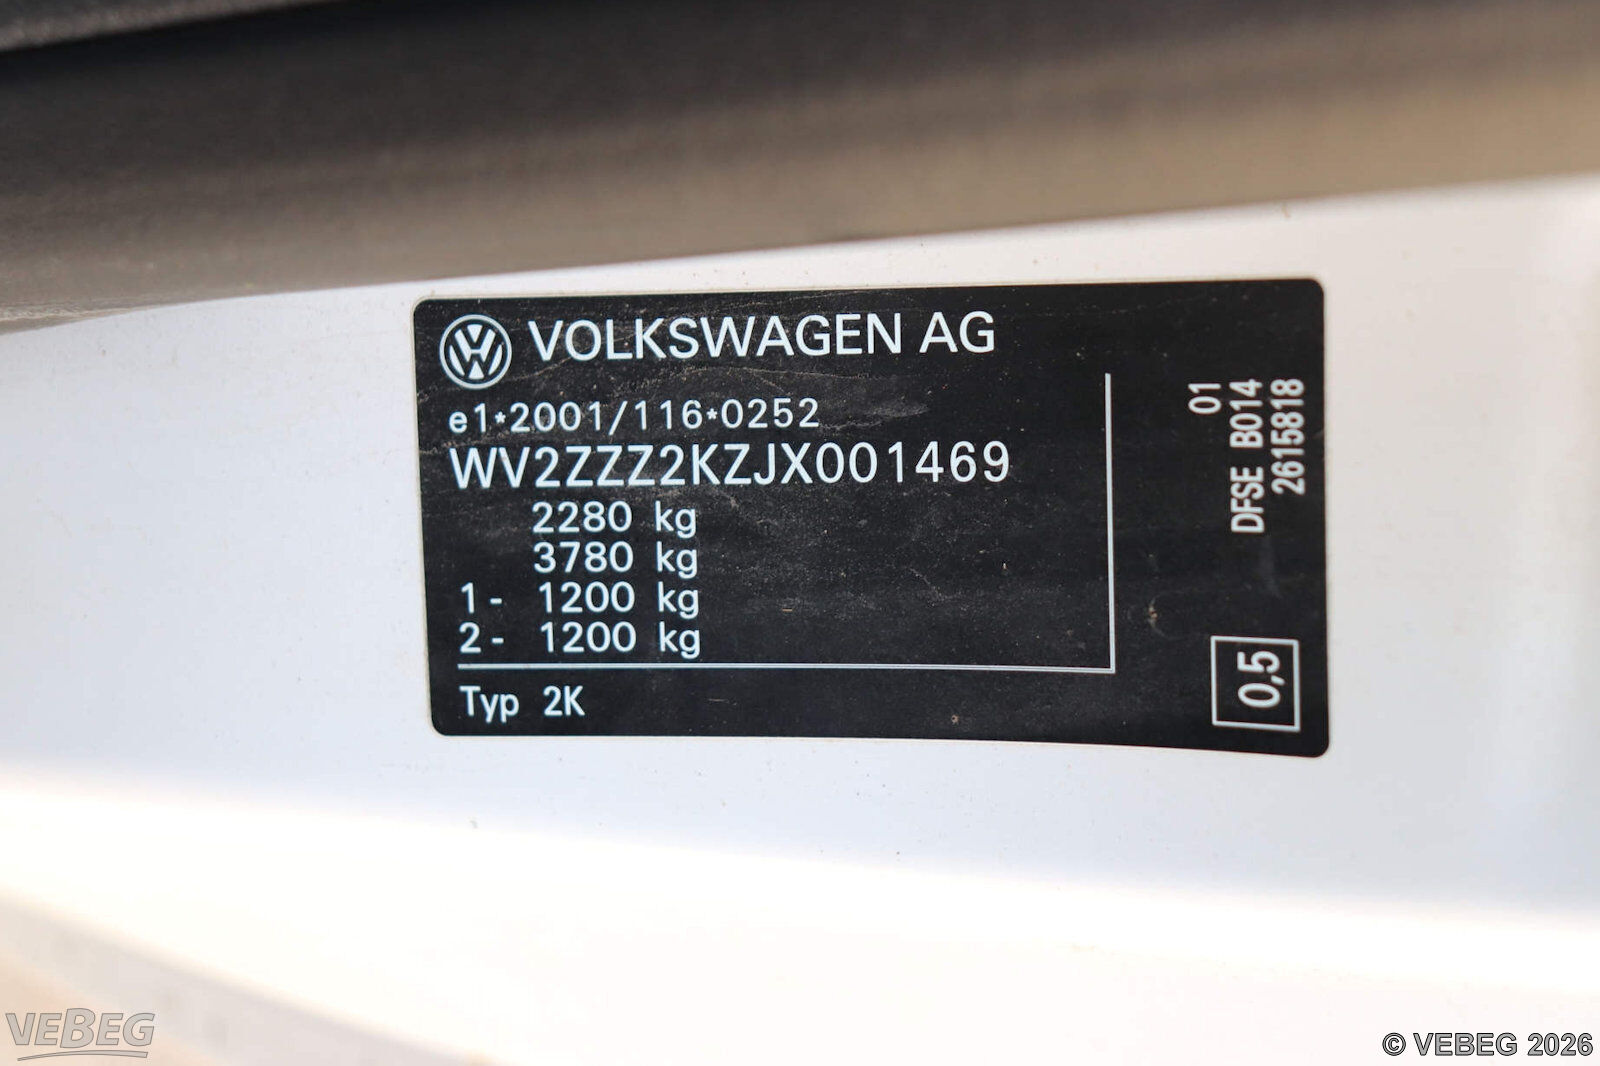 VOLKSWAGEN AG
e1*2001/116*0252
WV2ZZZ2KZJX001469
2280 kg
3780 kg
1- 1200 kg
2- 1200 kg
Typ 2K
01
DFSE B014
2615818
0,5
VEBEG
© VEBEG 2026